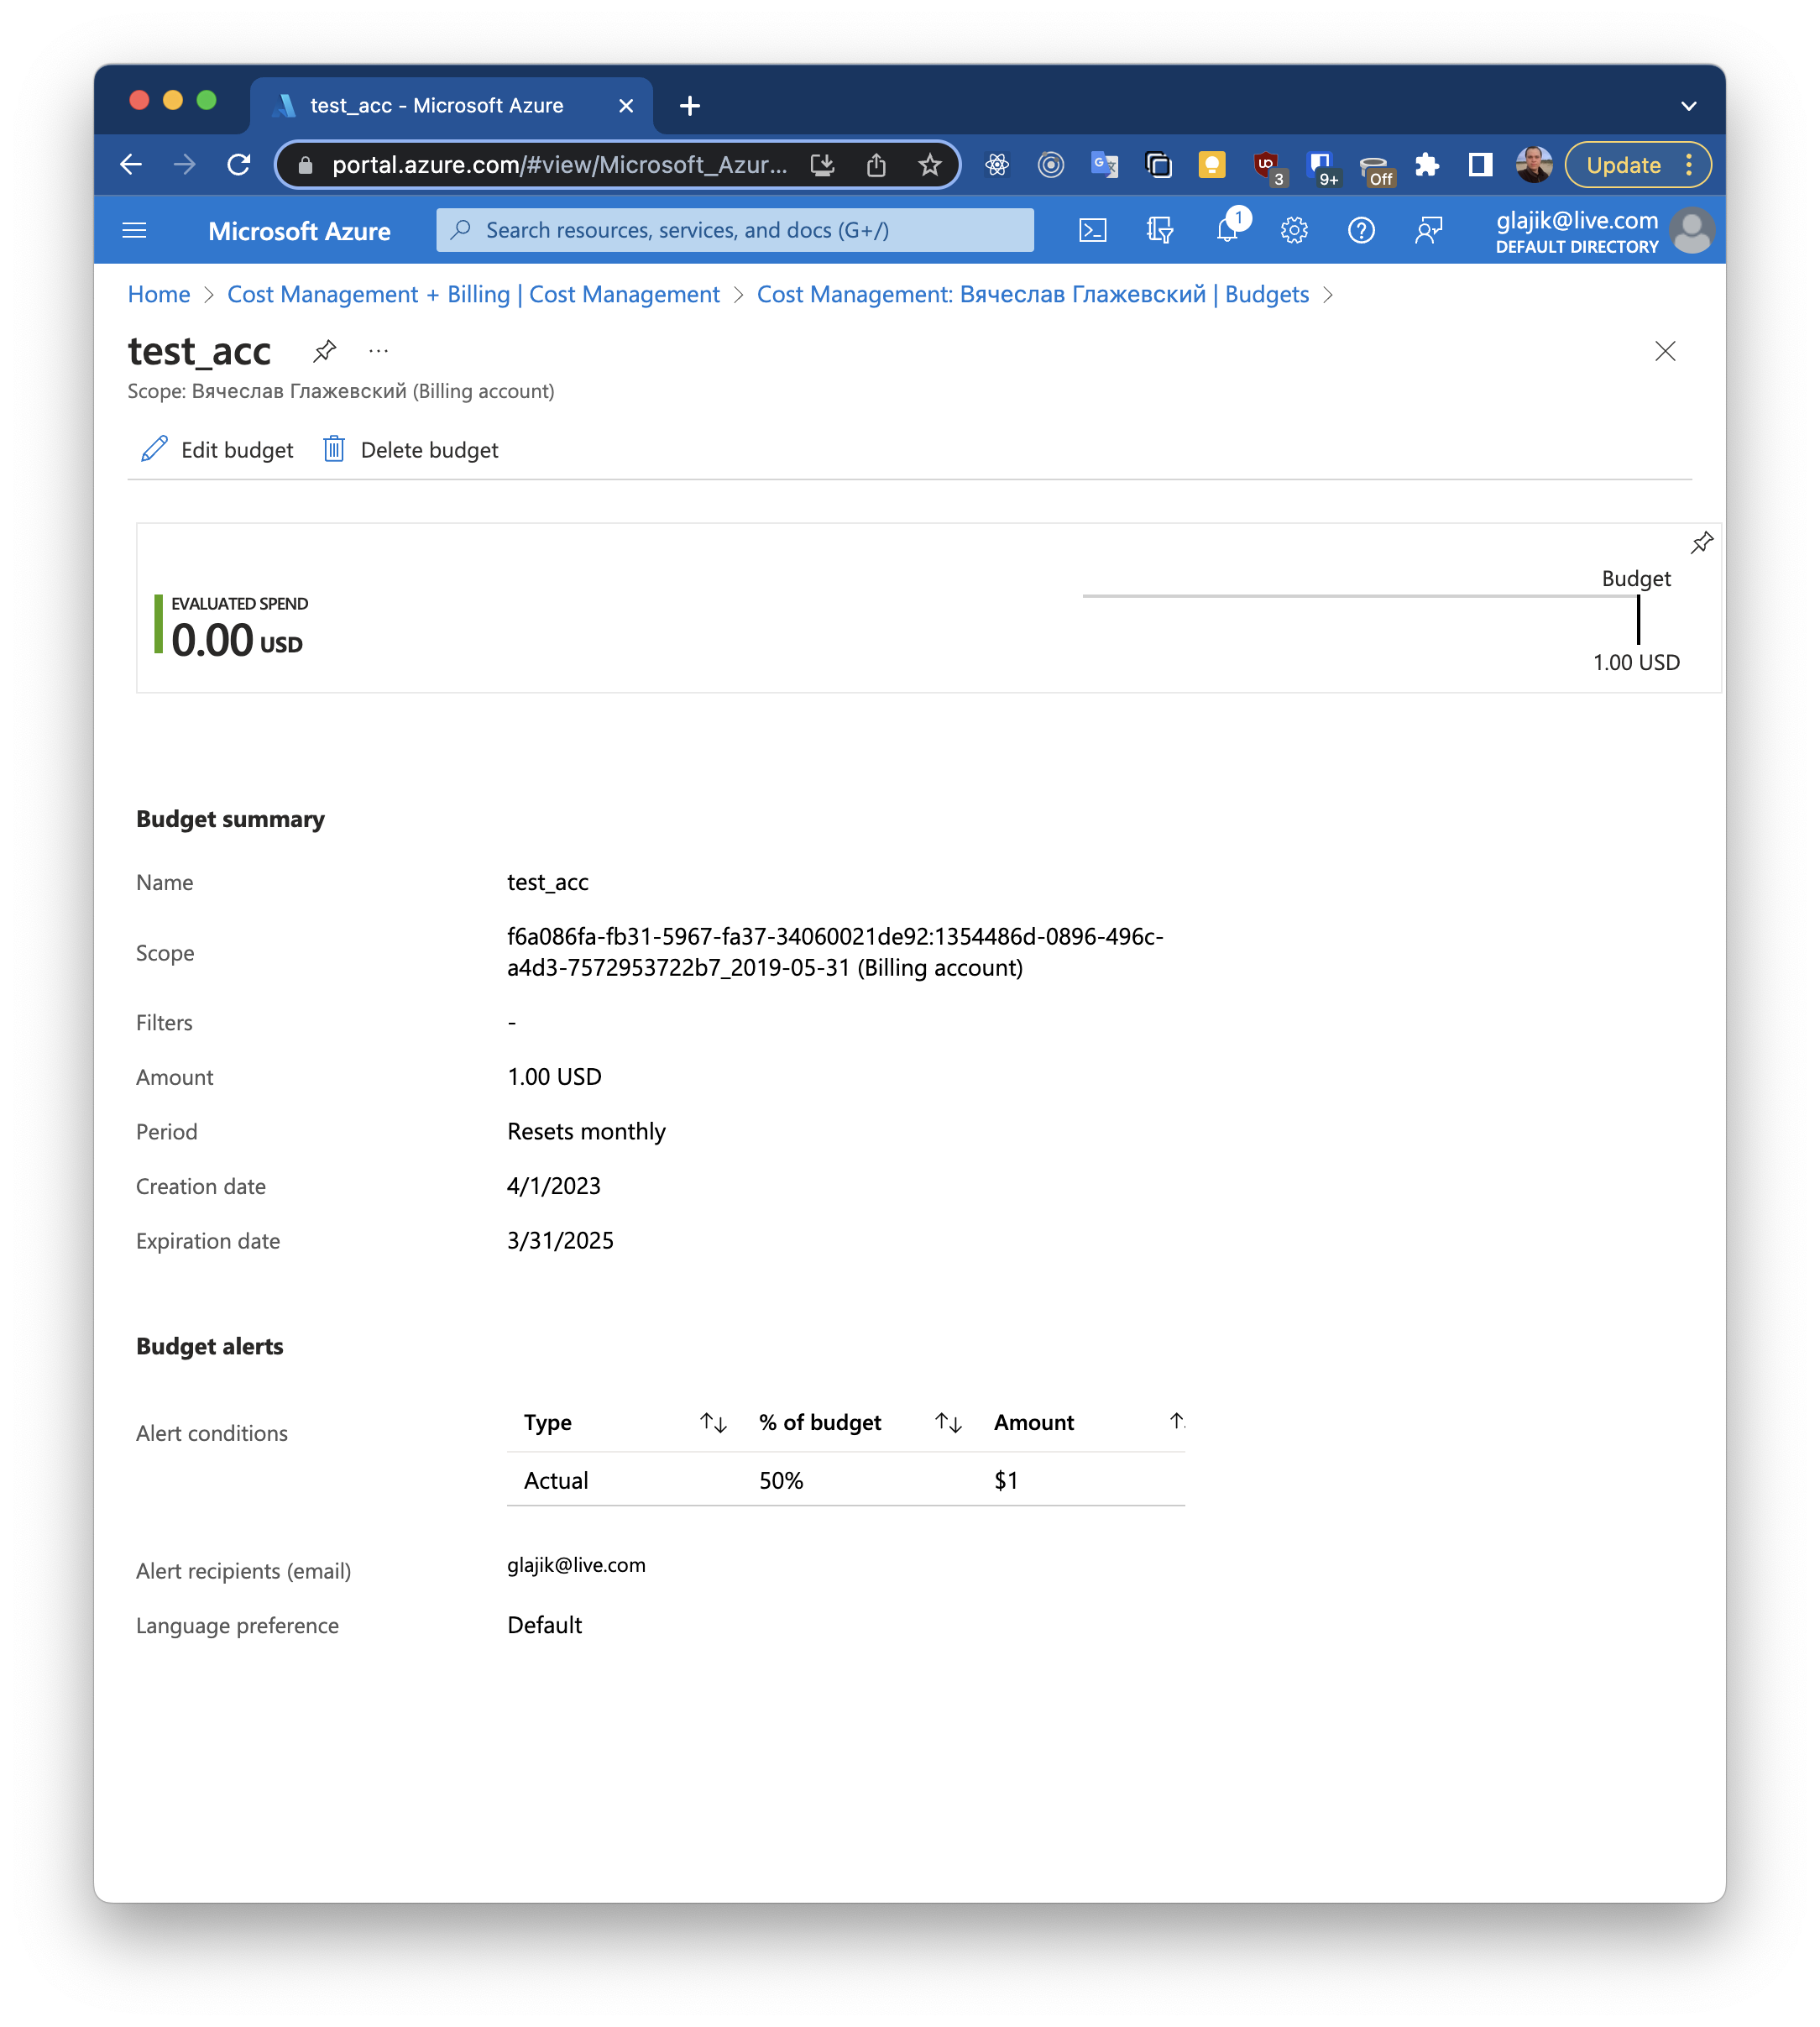 test_acc - Microsoft Azure
portal.azure.com/#view/Microsoft_Azur...
3
9+
Off
Update
Microsoft Azure
Search resources, services, and docs (G+/)
1
glajik@live.com
DEFAULT DIRECTORY
Home > Cost Management + Billing | Cost Management > Cost Management: Вячеслав Глажевский | Budgets >
test_acc
Scope: Вячеслав Глажевский (Billing account)
Edit budget Delete budget
Budget
EVALUATED SPEND
0.00 USD
1.00 USD
Budget summary
Name test_acc
Scope f6a086fa-fb31-5967-fa37-34060021de92:1354486d-0896-496c-
a4d3-7572953722b7_2019-05-31 (Billing account)
Filters -
Amount 1.00 USD
Period Resets monthly
Creation date 4/1/2023
Expiration date 3/31/2025
Budget alerts
Alert conditions
Type % of budget Amount
Actual 50% $1
Alert recipients (email) glajik@live.com
Language preference Default